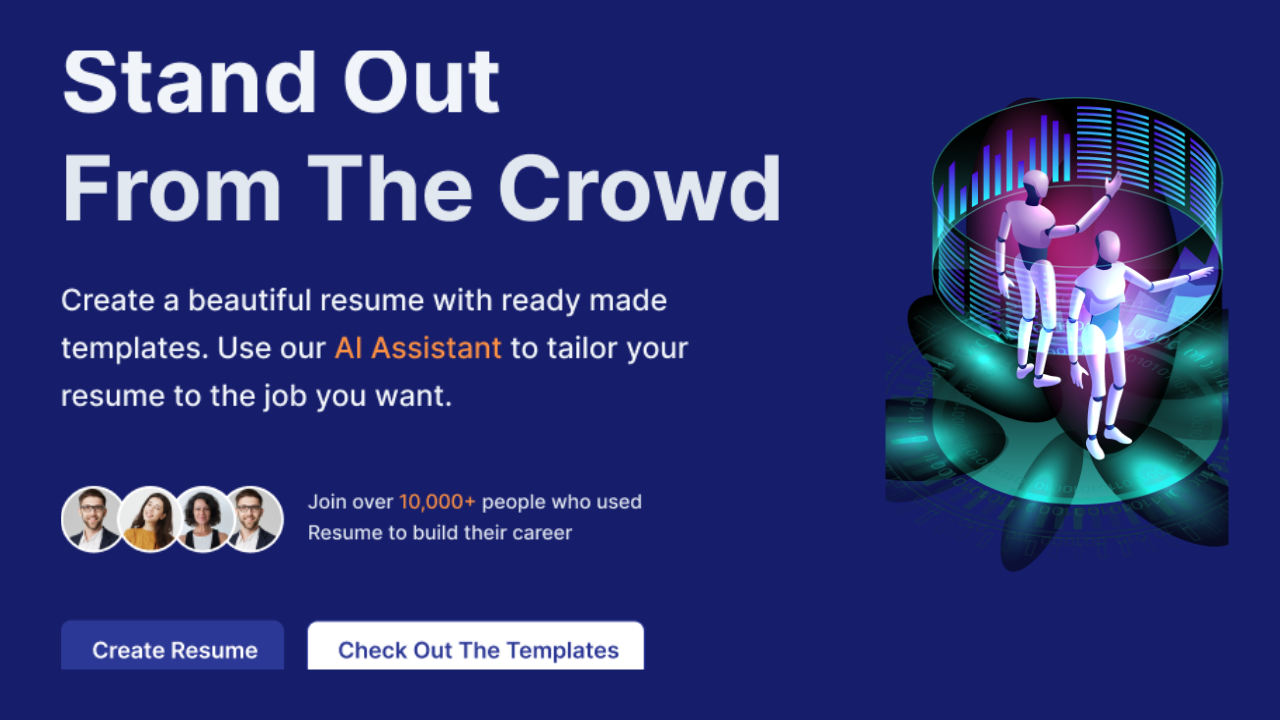 Stand Out
From The Crowd
Create a beautiful resume with ready made
templates. Use our AI Assistant to tailor your
resume to the job you want.
Join over 10,000+ people who used
Resume to build their career
Create Resume
Check Out The Templates